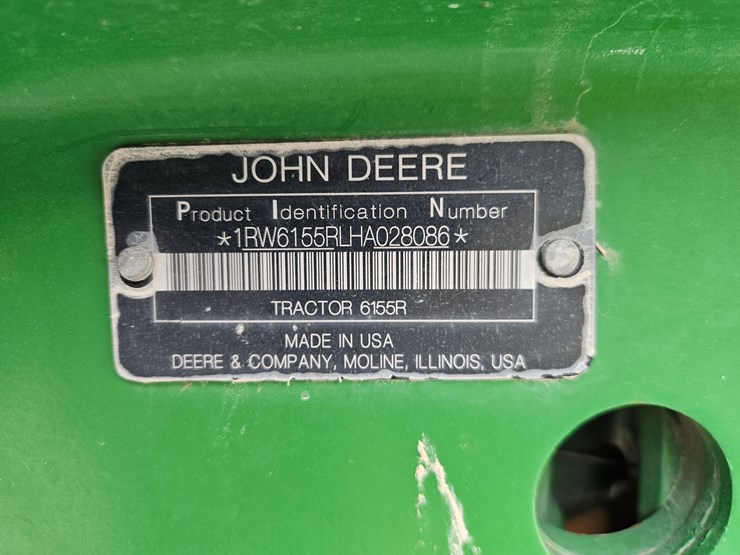 JOHN DEERE
Product Identification Number
*1RW6155RLHA028086*
TRACTOR 6155R
MADE IN USA
DEERE & COMPANY, MOLINE, ILLINOIS, USA